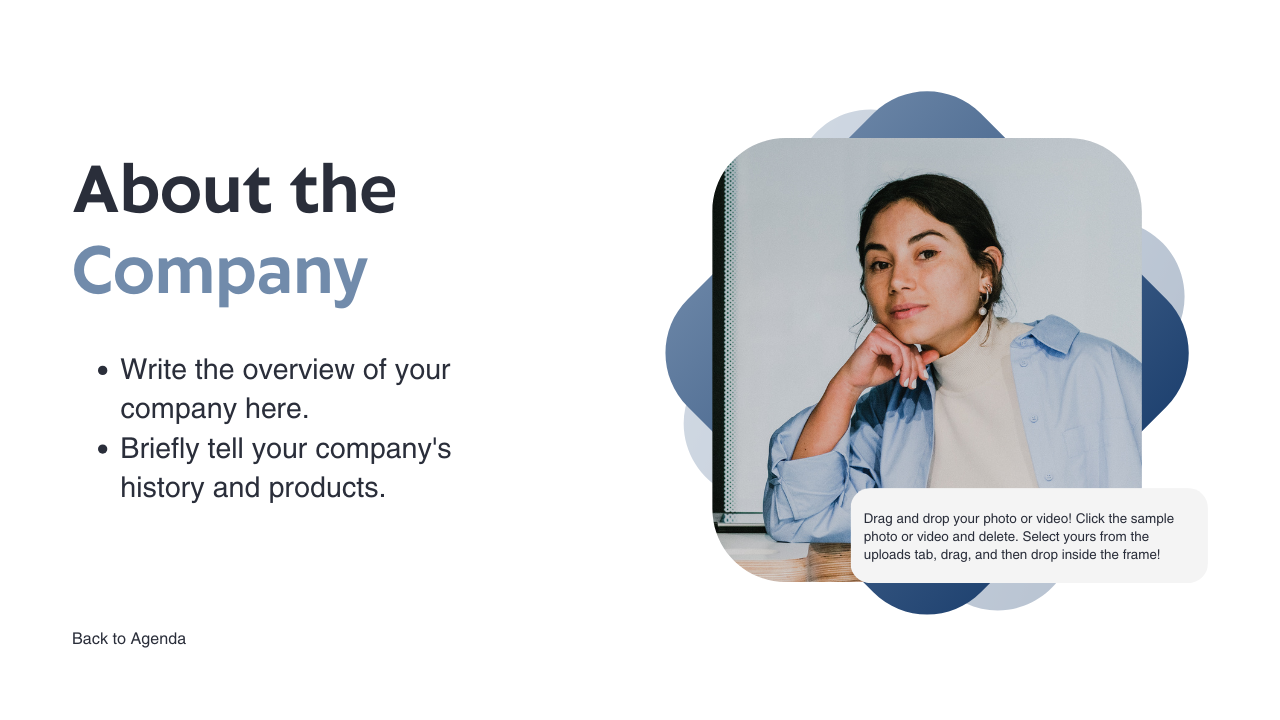 About the
Company
• Write the overview of your
company here.
• Briefly tell your company's
history and products.
Drag and drop your photo or video! Click the sample
photo or video and delete. Select yours from the
uploads tab, drag, and then drop inside the frame!
Back to Agenda